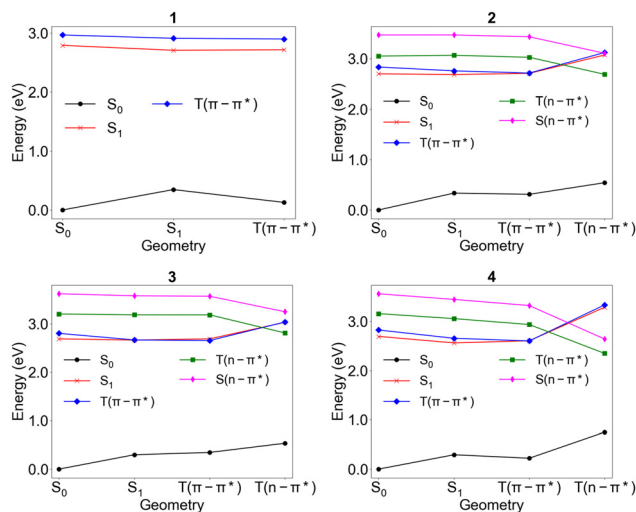 1
3.0
2.0
1.0
0.0
Energy (eV)
S₀
S₁
T(π−π*)
S₀
S₁
T(π−π*)
Geometry
2
3.0
2.0
1.0
0.0
Energy (eV)
S₀
S₁
T(π−π*)
T(n−π*)
S(n−π*)
S₀
S₁
T(π−π*)
T(n−π*)
Geometry
3
3.0
2.0
1.0
0.0
Energy (eV)
S₀
S₁
T(π−π*)
T(n−π*)
S(n−π*)
S₀
S₁
T(π−π*)
T(n−π*)
Geometry
4
3.0
2.0
1.0
0.0
Energy (eV)
S₀
S₁
T(π−π*)
T(n−π*)
S(n−π*)
S₀
S₁
T(π−π*)
T(n−π*)
Geometry